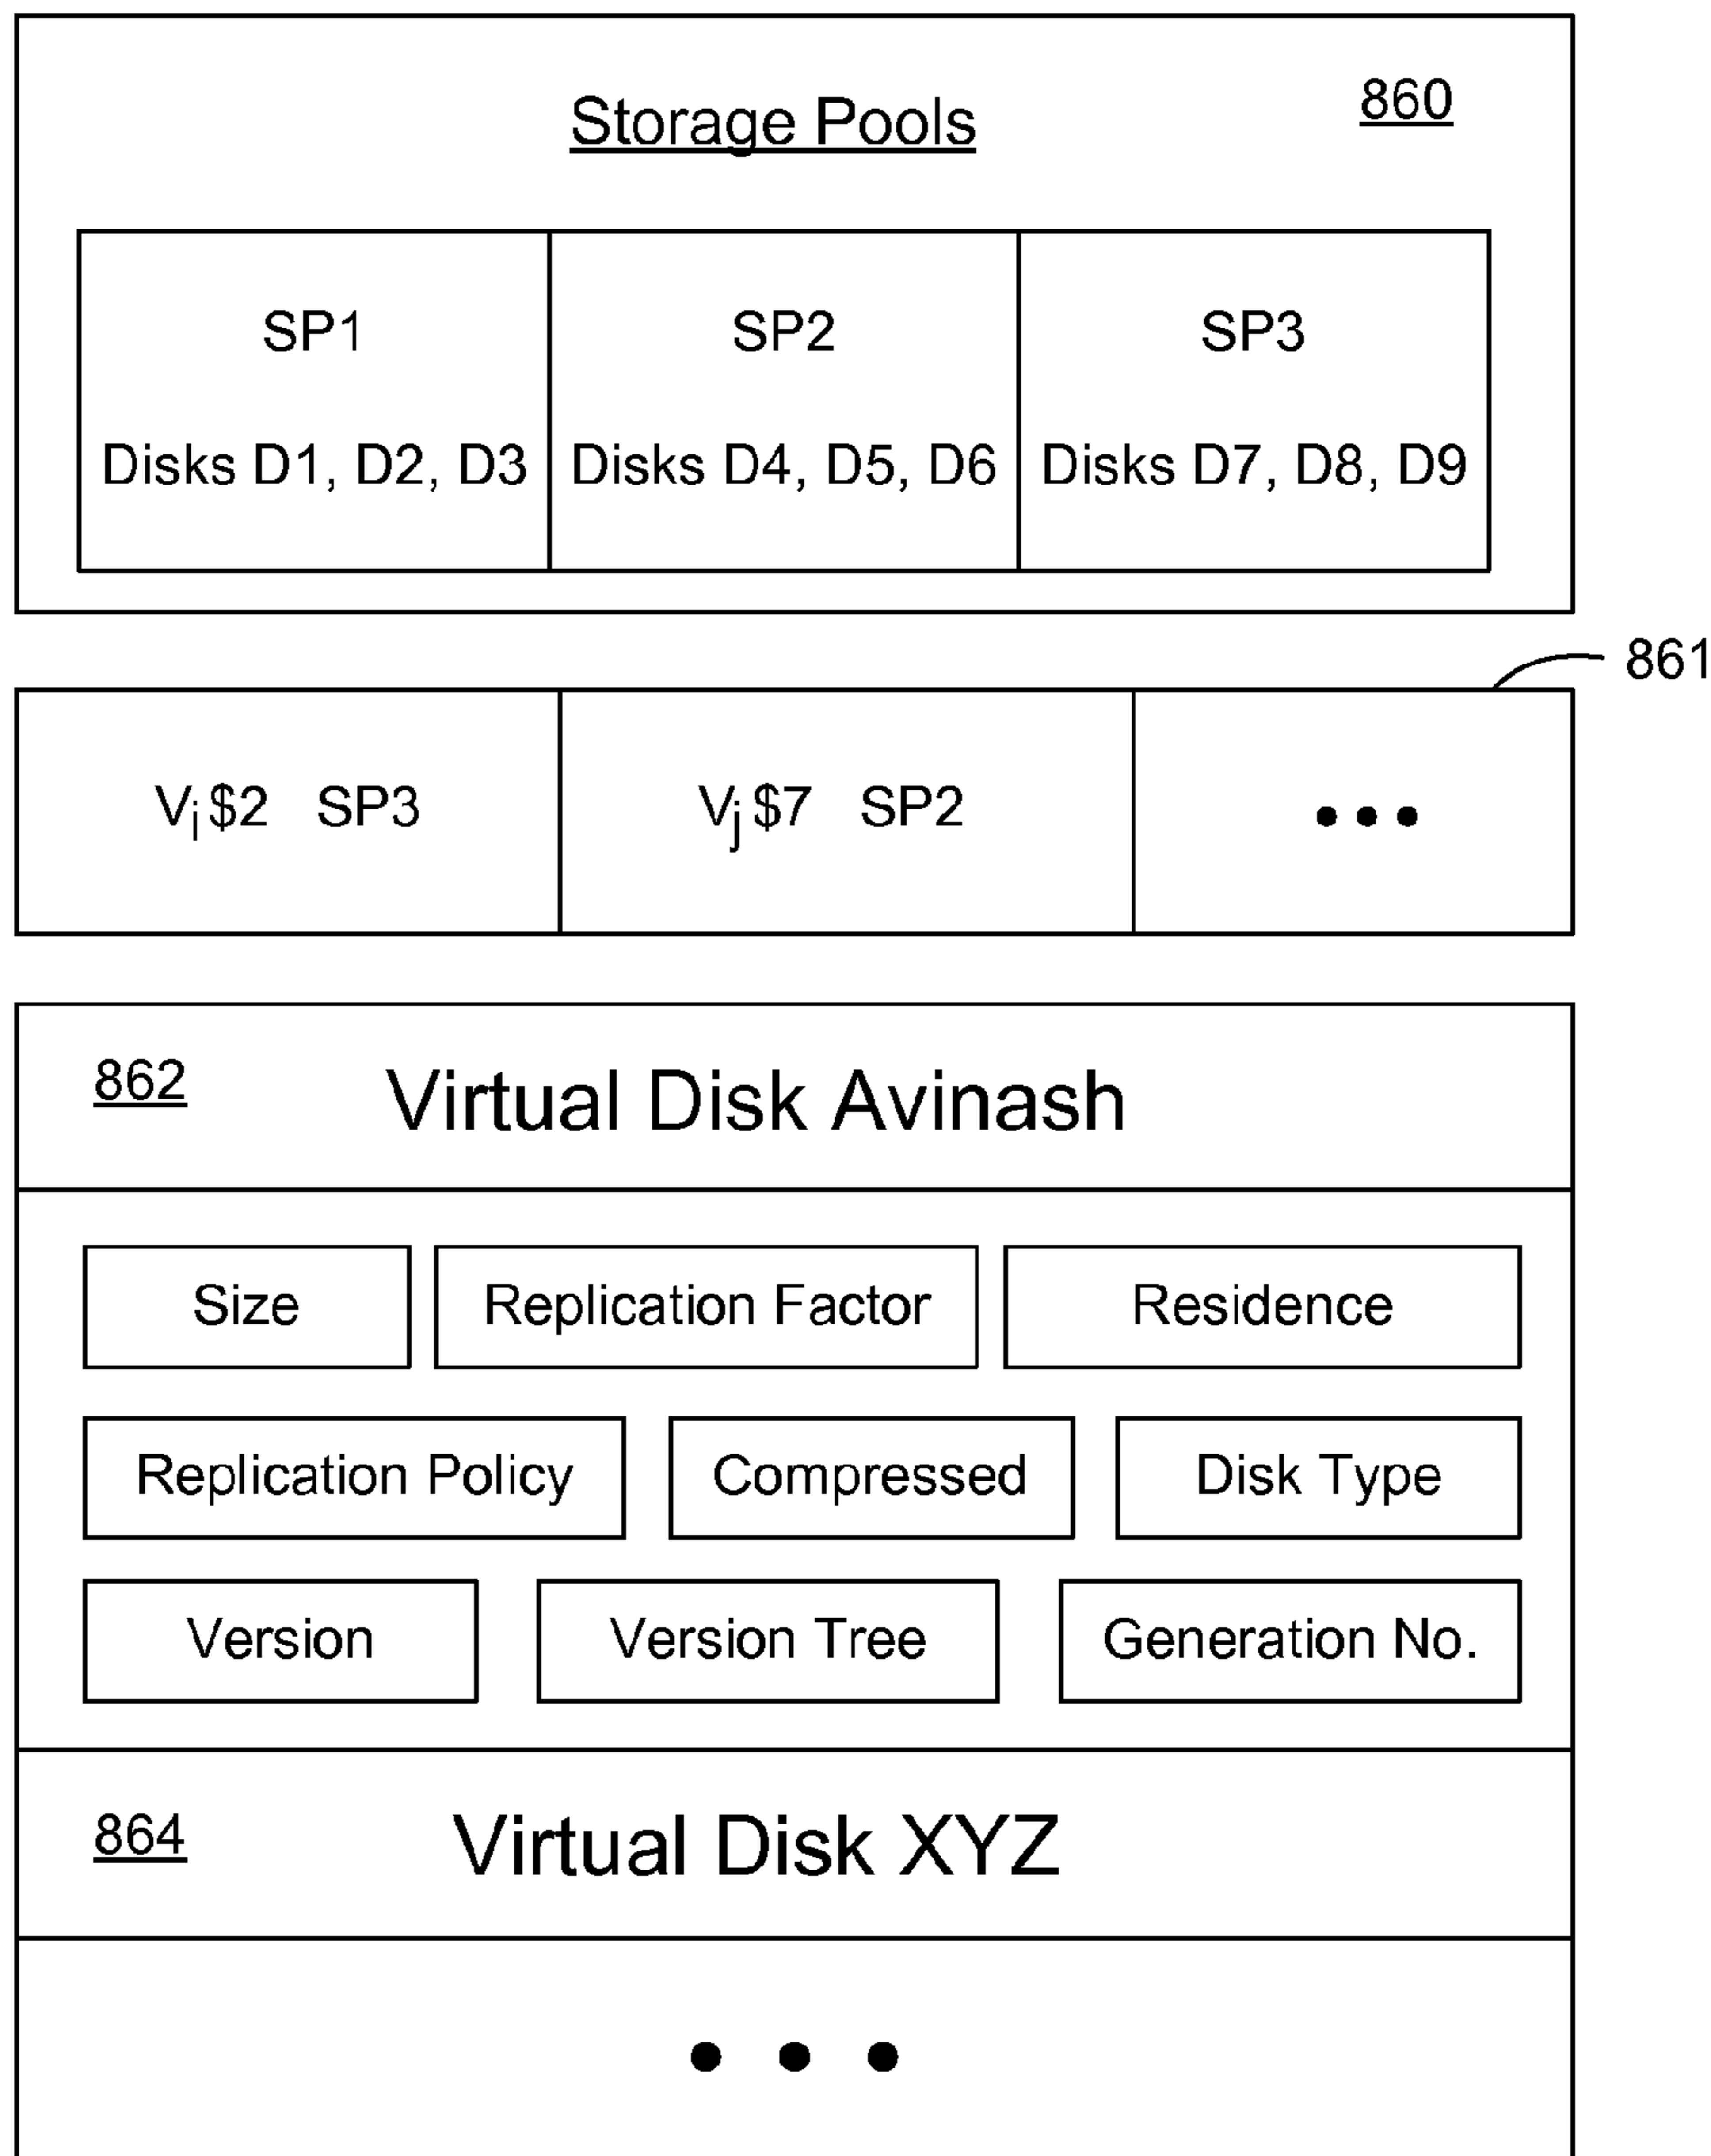 Storage Pools 860
SP1 SP2 SP3
Disks D1, D2, D3 Disks D4, D5, D6 Disks D7, D8, D9
861
Vi $2 SP3 Vj $7 SP2 •••
862 Virtual Disk Avinash
Size Replication Factor Residence
Replication Policy Compressed Disk Type
Version Version Tree Generation No.
864 Virtual Disk XYZ
• • •